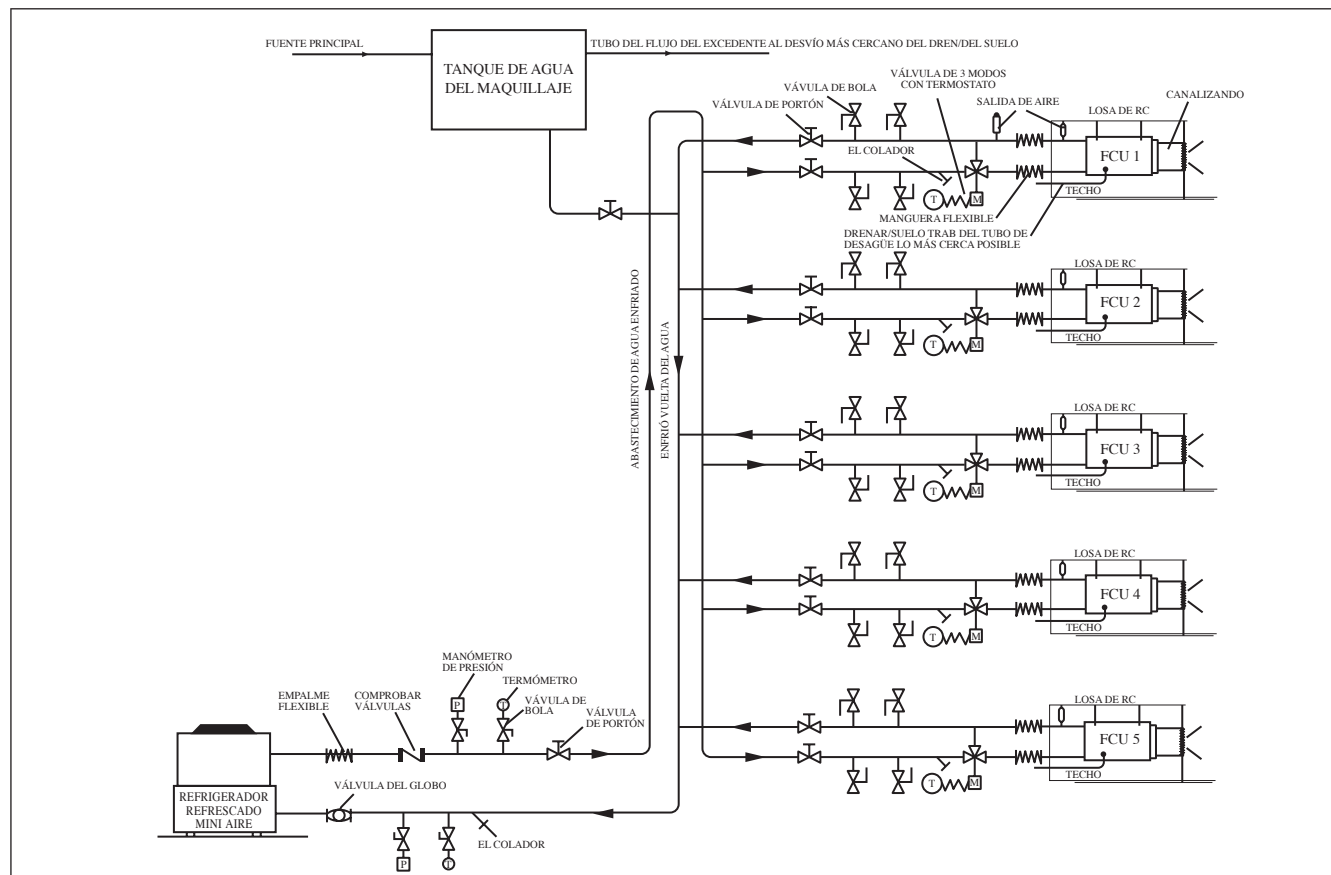 FUENTE PRINCIPAL
TUBO DEL FLUJO DEL EXCEDENTE AL DESVÍO MÁS CERCANO DEL DREN/DEL SUELO
TANQUE DE AGUA
DEL MAQUILLAJE
VÁLVULA DE 3 MODOS
CON TERMOSTATO
VÁVULA DE BOLA
VÁLVULA DE PORTÓN
SALIDA DE AIRE
CANALIZANDO
LOSA DE RC
EL COLADOR
FCU 1
T
M
TECHO
MANGUERA FLEXIBLE
DRENAR/SUELO TRAB DEL TUBO DE
DESAGÜE LO MÁS CERCA POSIBLE
LOSA DE RC
FCU 2
T
M
TECHO
ABASTECIMIENTO DE AGUA ENFRIADO
ENFRIÓ VUELTA DEL AGUA
LOSA DE RC
FCU 3
T
M
TECHO
LOSA DE RC
FCU 4
T
M
TECHO
MANÓMETRO
DE PRESIÓN
TERMÓMETRO
EMPALME
FLEXIBLE
COMPROBAR
VÁLVULAS
P
T
VÁVULA DE
BOLA
VÁLVULA
DE PORTÓN
LOSA DE RC
FCU 5
T
M
TECHO
VÁLVULA DEL GLOBO
REFRIGERADOR
REFRESCADO
MINI AIRE
EL COLADOR
P
T